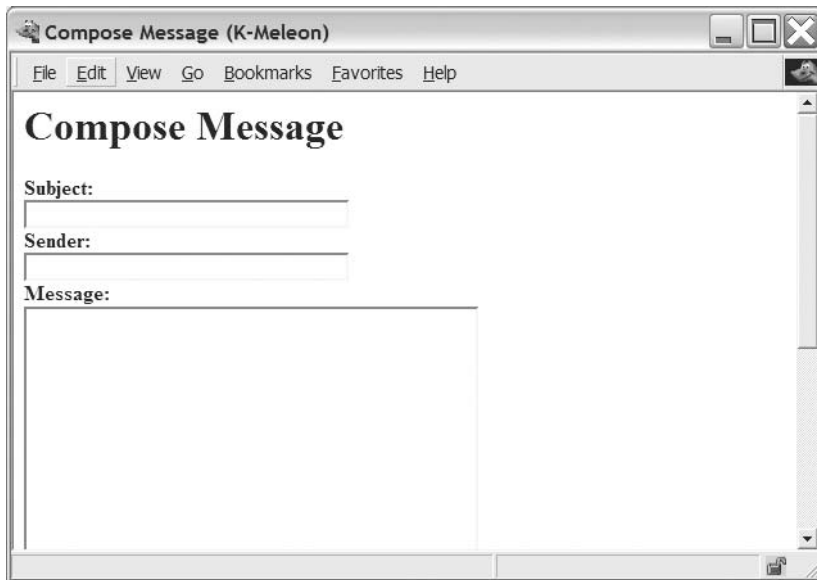 Compose Message (K-Meleon)
File Edit View Go Bookmarks Favorites Help
Compose Message
Subject:
Sender:
Message: